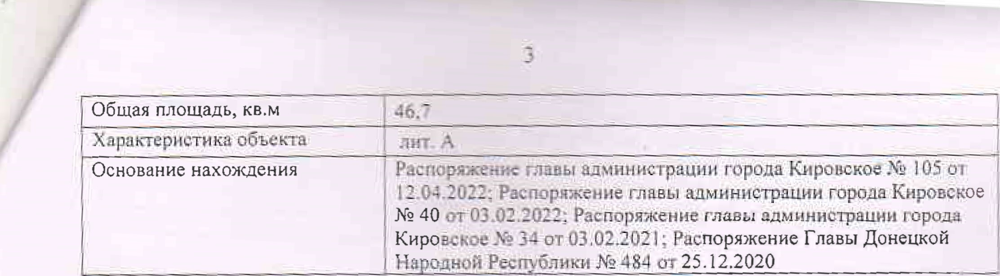 3
Общая площадь, кв.м 46,7
Характеристика объекта лит. А
Основание нахождения Распоряжение главы администрации города Кировское № 105 от
12.04.2022; Распоряжение главы администрации города Кировское
№ 40 от 03.02.2022; Распоряжение главы администрации города
Кировское № 34 от 03.02.2021; Распоряжение Главы Донецкой
Народной Республики № 484 от 25.12.2020